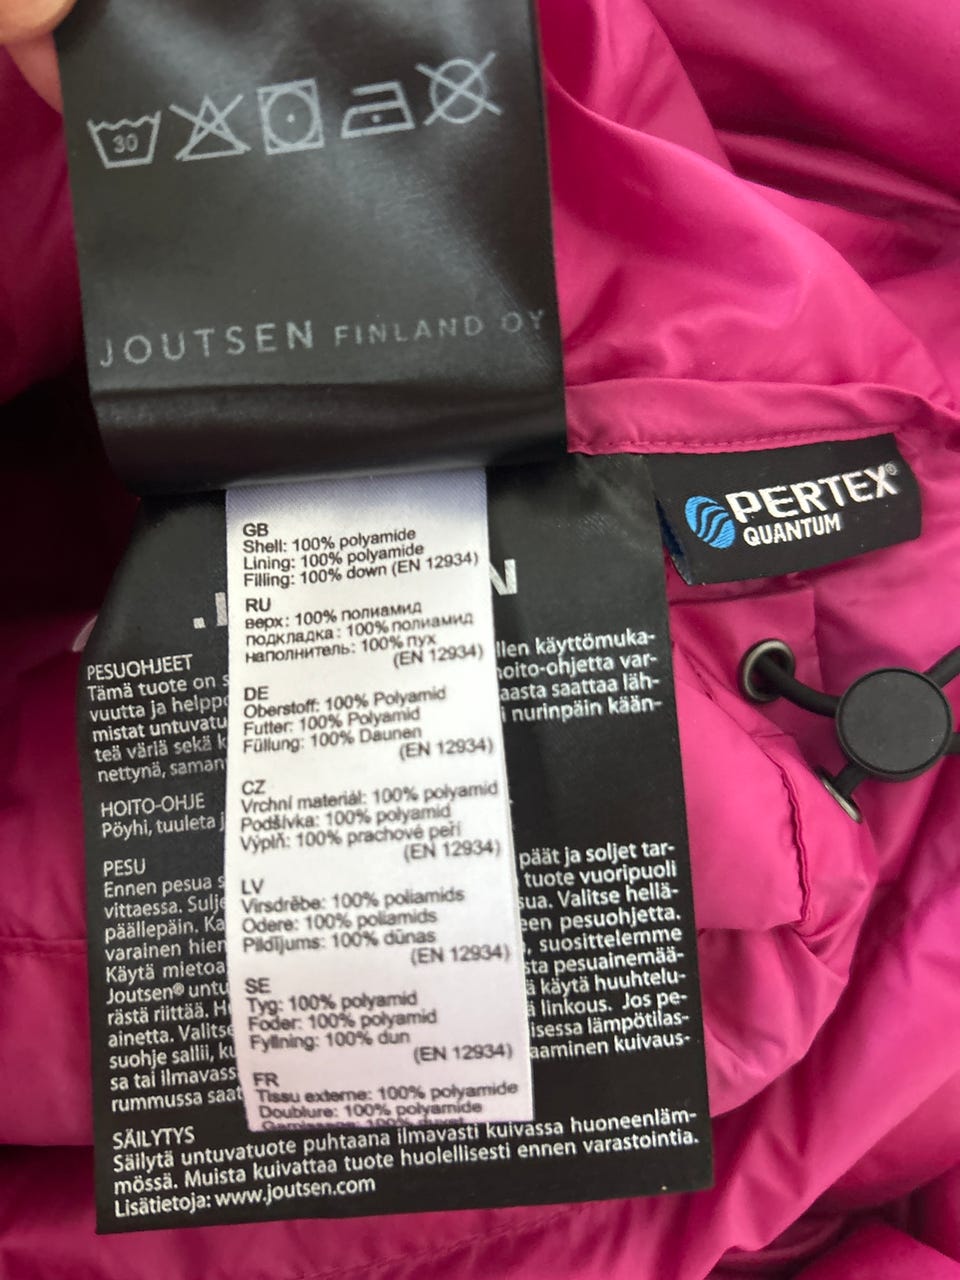 30
JOUTSEN FINLAND OY
PERTEX®
QUANTUM
GB
Shell: 100% polyamide
Lining: 100% polyamide
Filling: 100% down (EN 12934)
RU
верх: 100% полиамид
подкладка: 100% полиамид
наполнитель: 100% пух
(EN 12934)
DE
Oberstoff: 100% Polyamid
Futter: 100% Polyamid
Füllung: 100% Daunen
(EN 12934)
CZ
Vrchní materiál: 100% polyamid
Podšívka: 100% polyamid
Výplň: 100% prachové peří
(EN 12934)
LV
Virsdrēbe: 100% poliamids
Odere: 100% poliamids
Pildījums: 100% dūnas
(EN 12934)
SE
Tyg: 100% polyamid
Foder: 100% polyamid
Fyllning: 100% dun
(EN 12934)
FR
Tissu externe: 100% polyamide
Doublure: 100% polyamide
PESUOHJEET
Tämä tuote on
vuutta ja helpp
mistat untuvatu
teä väriä sekä k
nettynä, saman
llen käyttömuka-
hoito-ohjetta var-
aasta saattaa läh-
i nurinpäin kään-
HOITO-OHJE
Pöyhi, tuuleta j
PESU
Ennen pesua s
vittaessa. Sulje
päällepäin. Ka
varainen hien
Käytä mietoa
Joutsen® untu
rästä riittää. H
ainetta. Valitse
suohje sallii, ku
sa tai ilmavass
rummussa saat
päät ja soljet tar-
tuote vuoripuoli
sua. Valitse hellä-
een pesuohjetta.
, suosittelemme
sta pesuainemää-
ä käytä huuhtelu-
ä linkous. Jos pe-
isessa lämpötilas-
aaminen kuivaus-
SÄILYTYS
Säilytä untuvatuote puhtaana ilmavasti kuivassa huoneenläm-
mössä. Muista kuivattaa tuote huolellisesti ennen varastointia.
Lisätietoja: www.joutsen.com